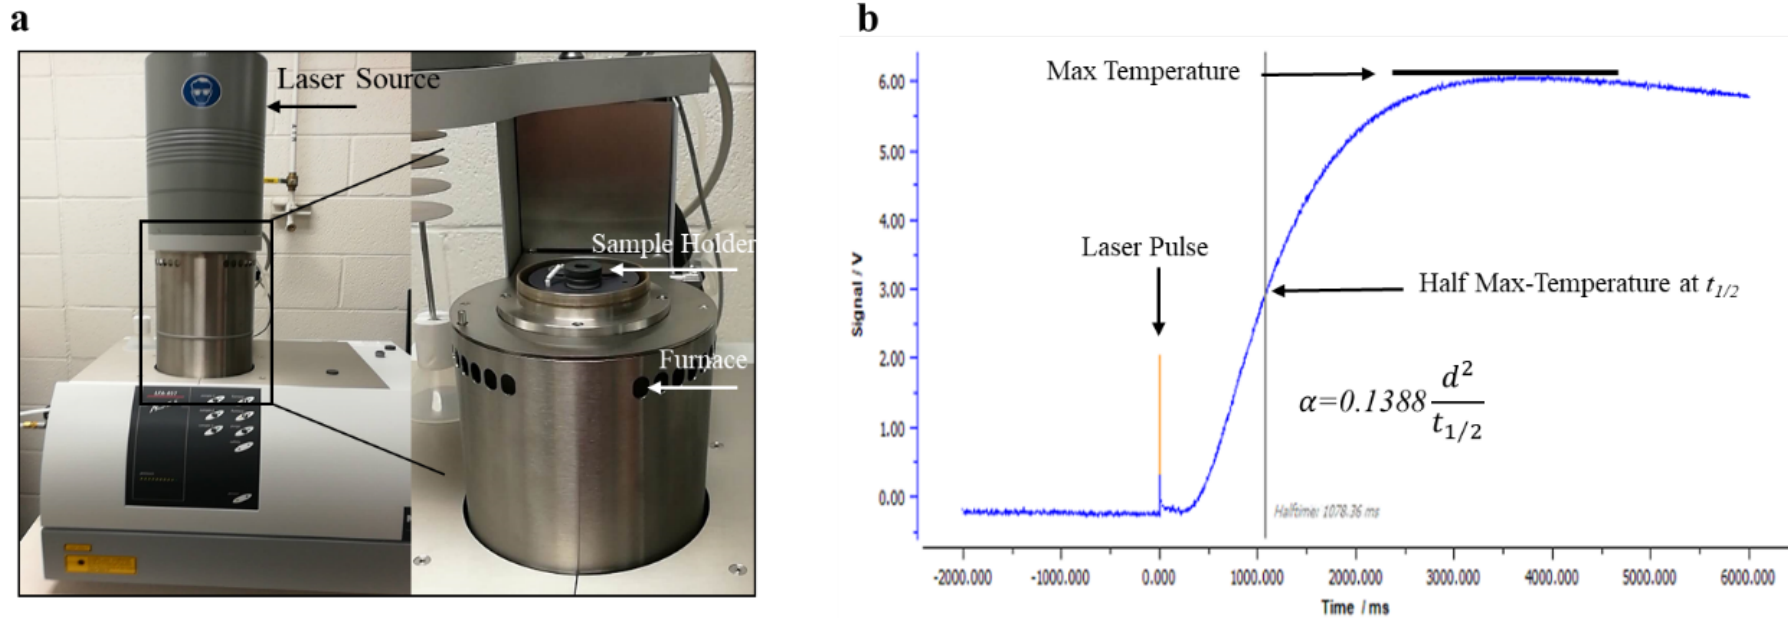 a
Laser Source
Sample Holder
Furnace
LFA 457
b
Max Temperature
Laser Pulse
Half Max-Temperature at t1/2
α=0.1388 d²/t1/2
Halftime: 1078.36 ms
Signal / V
6.00
5.00
4.00
3.00
2.00
1.00
0.00
-2000.000 -1000.000 0.000 1000.000 2000.000 3000.000 4000.000 5000.000 6000.000
Time / ms